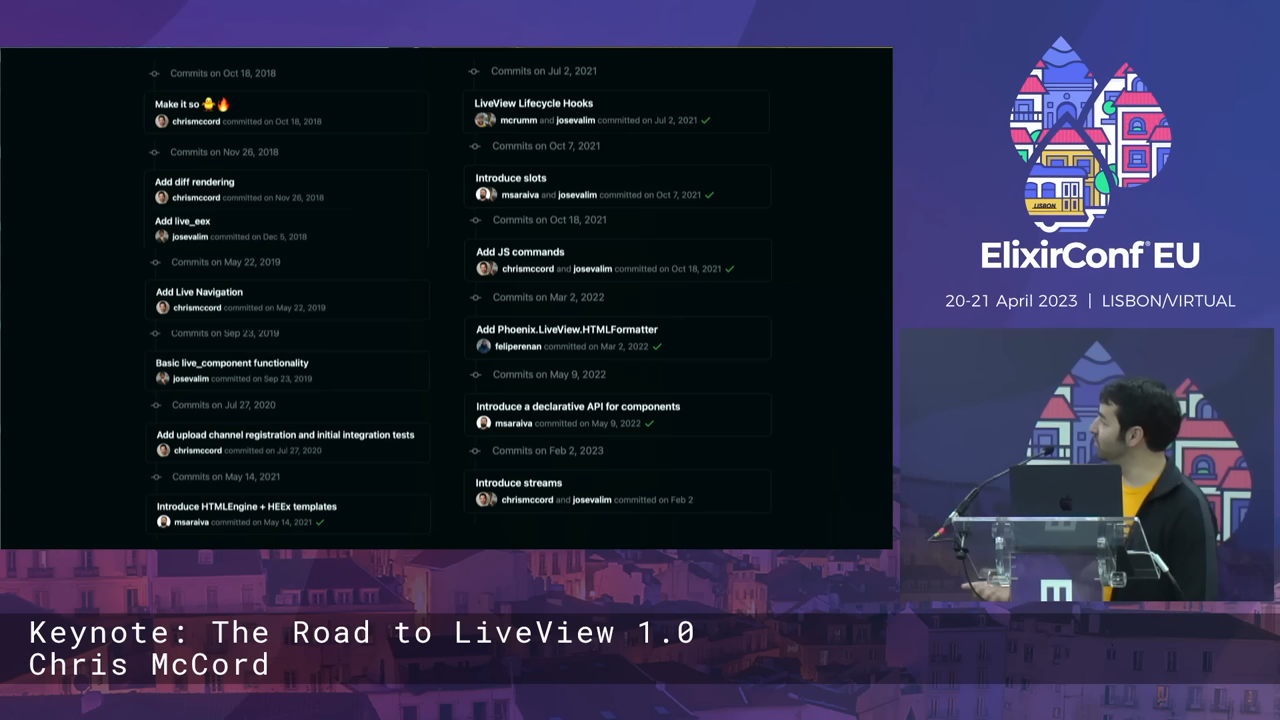 Commits on Oct 18, 2018
Make it so 🐥🔥
chrismccord committed on Oct 18, 2018
Commits on Nov 26, 2018
Add diff rendering
chrismccord committed on Nov 26, 2018
Add live_eex
josevalim committed on Dec 5, 2018
Commits on May 22, 2019
Add Live Navigation
chrismccord committed on May 22, 2019
Commits on Sep 23, 2019
Basic live_component functionality
josevalim committed on Sep 23, 2019
Commits on Jul 27, 2020
Add upload channel registration and initial integration tests
chrismccord committed on Jul 27, 2020
Commits on May 14, 2021
Introduce HTMLEngine + HEEx templates
msaraiva committed on May 14, 2021 ✓
Commits on Jul 2, 2021
LiveView Lifecycle Hooks
mcrumm and josevalim committed on Jul 2, 2021 ✓
Commits on Oct 7, 2021
Introduce slots
msaraiva and josevalim committed on Oct 7, 2021 ✓
Commits on Oct 18, 2021
Add JS commands
chrismccord and josevalim committed on Oct 18, 2021 ✓
Commits on Mar 2, 2022
Add Phoenix.LiveView.HTMLFormatter
feliperenan committed on Mar 2, 2022 ✓
Commits on May 9, 2022
Introduce a declarative API for components
msaraiva committed on May 9, 2022 ✓
Commits on Feb 2, 2023
Introduce streams
chrismccord and josevalim committed on Feb 2
LISBON
ElixirConf® EU
20-21 April 2023 | LISBON/VIRTUAL
Keynote: The Road to LiveView 1.0
Chris McCord